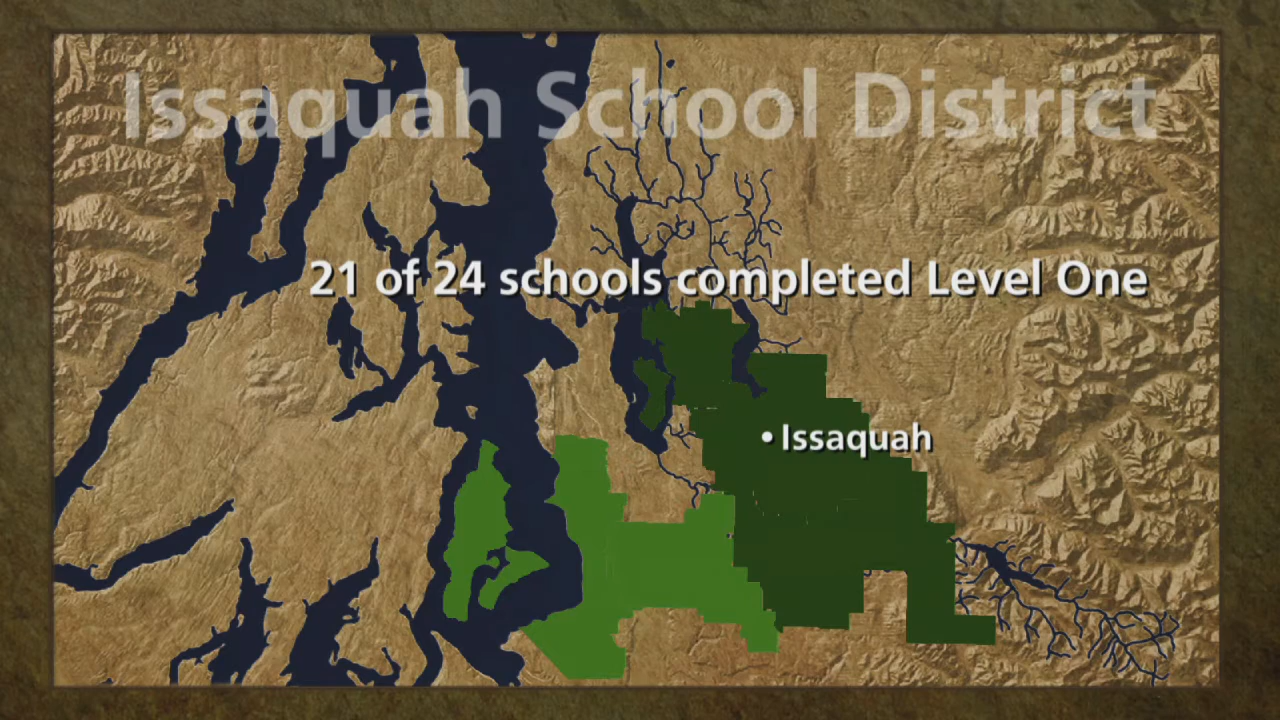 Issaquah School District
21 of 24 schools completed Level One
• Issaquah